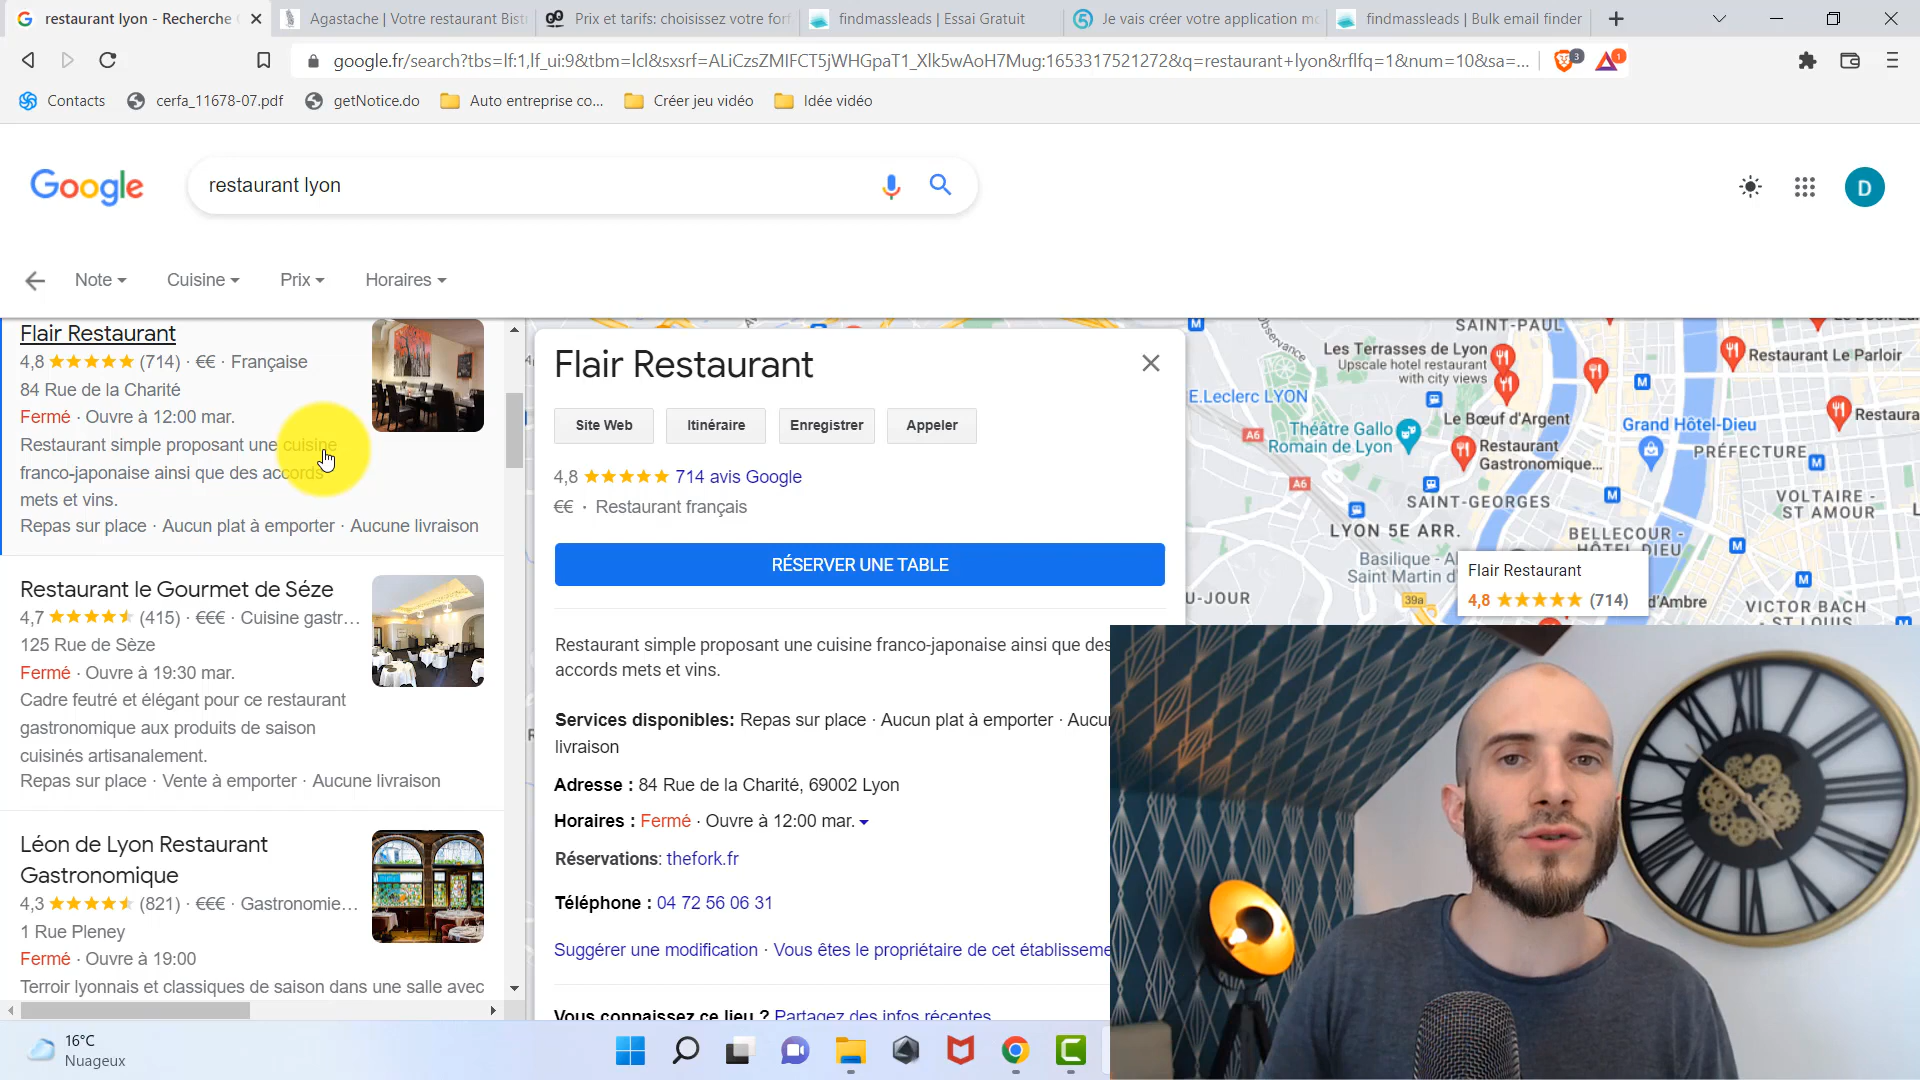 restaurant lyon - Recherche
Agastache | Votre restaurant Bist
Prix et tarifs: choisissez votre for
findmassleads | Essai Gratuit
Je vais créer votre application mo
findmassleads | Bulk email finder
google.fr/search?tbs=lf:1,lf_ui:9&tbm=lcl&sxsrf=ALiCzsZMIFCT5jWHGpaT1_Xlk5wAoH7Mug:1653317521272&q=restaurant+lyon&rflfq=1&num=10&sa=...
3
1
Contacts
cerfa_11678-07.pdf
getNotice.do
Auto entreprise co...
Créer jeu vidéo
Idée vidéo
Google
restaurant lyon
D
Note
Cuisine
Prix
Horaires
Flair Restaurant
4,8 (714) · €€ · Française
84 Rue de la Charité
Fermé · Ouvre à 12:00 mar.
Restaurant simple proposant une cuisine
franco-japonaise ainsi que des accords
mets et vins.
Repas sur place · Aucun plat à emporter · Aucune livraison
Restaurant le Gourmet de Séze
4,7 (415) · €€€ · Cuisine gastr...
125 Rue de Sèze
Fermé · Ouvre à 19:30 mar.
Cadre feutré et élégant pour ce restaurant
gastronomique aux produits de saison
cuisinés artisanalement.
Repas sur place · Vente à emporter · Aucune livraison
Léon de Lyon Restaurant
Gastronomique
4,3 (821) · €€€ · Gastronomie...
1 Rue Pleney
Fermé · Ouvre à 19:00
Terroir lyonnais et classiques de saison dans une salle avec
Flair Restaurant
Site Web
Itinéraire
Enregistrer
Appeler
4,8 714 avis Google
€€ · Restaurant français
RÉSERVER UNE TABLE
Restaurant simple proposant une cuisine franco-japonaise ainsi que des
accords mets et vins.
Services disponibles: Repas sur place · Aucun plat à emporter · Aucu
livraison
Adresse : 84 Rue de la Charité, 69002 Lyon
Horaires : Fermé · Ouvre à 12:00 mar.
Réservations: thefork.fr
Téléphone : 04 72 56 06 31
Suggérer une modification · Vous êtes le propriétaire de cet établisseme
Vous connaissez ce lieu ? Partagez des infos récentes
SAINT-PAUL
Les Terrasses de Lyon
Upscale hotel restaurant
with city views
Restaurant Le Parloir
E.Leclerc LYON
Le Bœuf d'Argent
Restaura
Théâtre Gallo
Romain de Lyon
A6
Grand Hôtel-Dieu
Restaurant
Gastronomique...
PRÉFECTURE
A6
SAINT-GEORGES
VOLTAIRE -
ST AMOUR
LYON 5E ARR.
BELLECOUR -
HÔTEL-DIEU
Basilique - A
Saint Martin d
Flair Restaurant
4,8 (714)
U-JOUR
39a
d'Ambre
VICTOR BACH
ST LOUIS
M
M
M
M
M
M
16°C
Nuageux